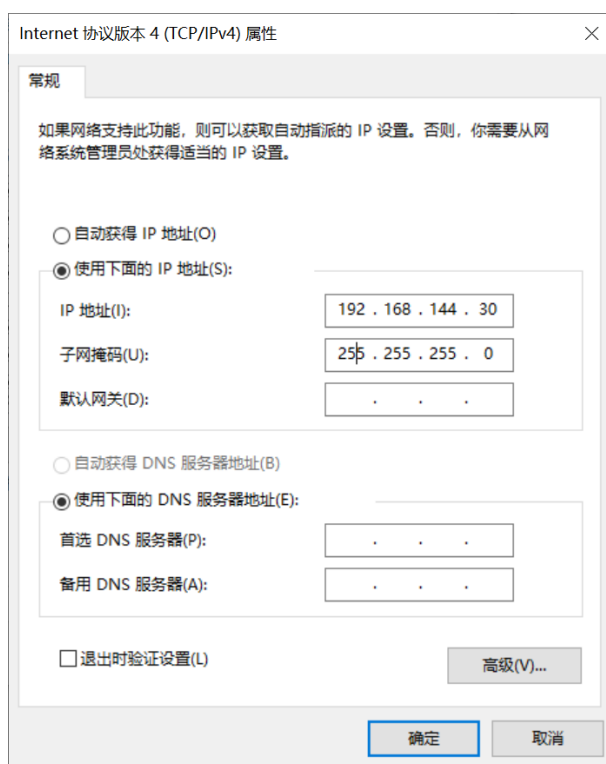 Internet 协议版本 4 (TCP/IPv4) 属性
常规
如果网络支持此功能，则可以获取自动指派的 IP 设置。否则，你需要从网
络系统管理员处获得适当的 IP 设置。
自动获得 IP 地址(O)
使用下面的 IP 地址(S):
IP 地址(I): 192 . 168 . 144 . 30
子网掩码(U): 255 . 255 . 255 . 0
默认网关(D): . . .
自动获得 DNS 服务器地址(B)
使用下面的 DNS 服务器地址(E):
首选 DNS 服务器(P): . . .
备用 DNS 服务器(A): . . .
退出时验证设置(L)
高级(V)...
确定 取消